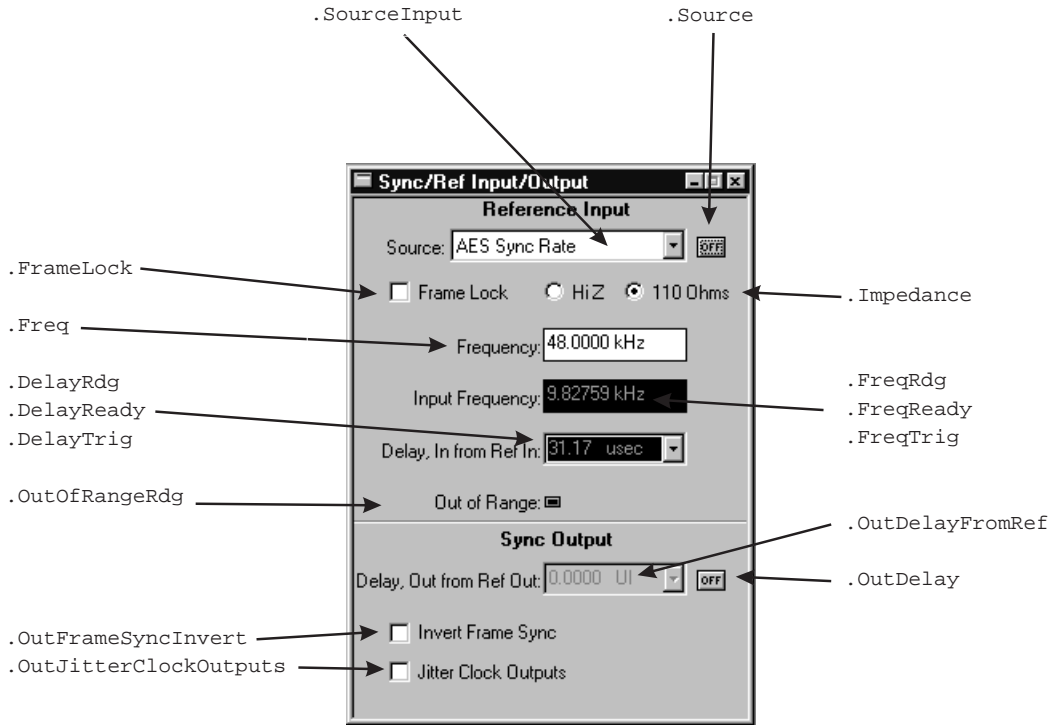 .SourceInput
.Source
Sync/Ref Input/Output
Reference Input
Source: AES Sync Rate OFF
.FrameLock
Frame Lock HiZ 110 Ohms
.Impedance
.Freq
Frequency: 48.0000 kHz
.DelayRdg
.DelayReady
.DelayTrig
Input Frequency: 9.82759 kHz
.FreqRdg
.FreqReady
.FreqTrig
Delay, In from Ref In: 31.17 usec
.OutOfRangeRdg
Out of Range:
Sync Output
.OutDelayFromRef
Delay, Out from Ref Out: 0.0000 UI OFF
.OutDelay
.OutFrameSyncInvert
Invert Frame Sync
.OutJitterClockOutputs
Jitter Clock Outputs